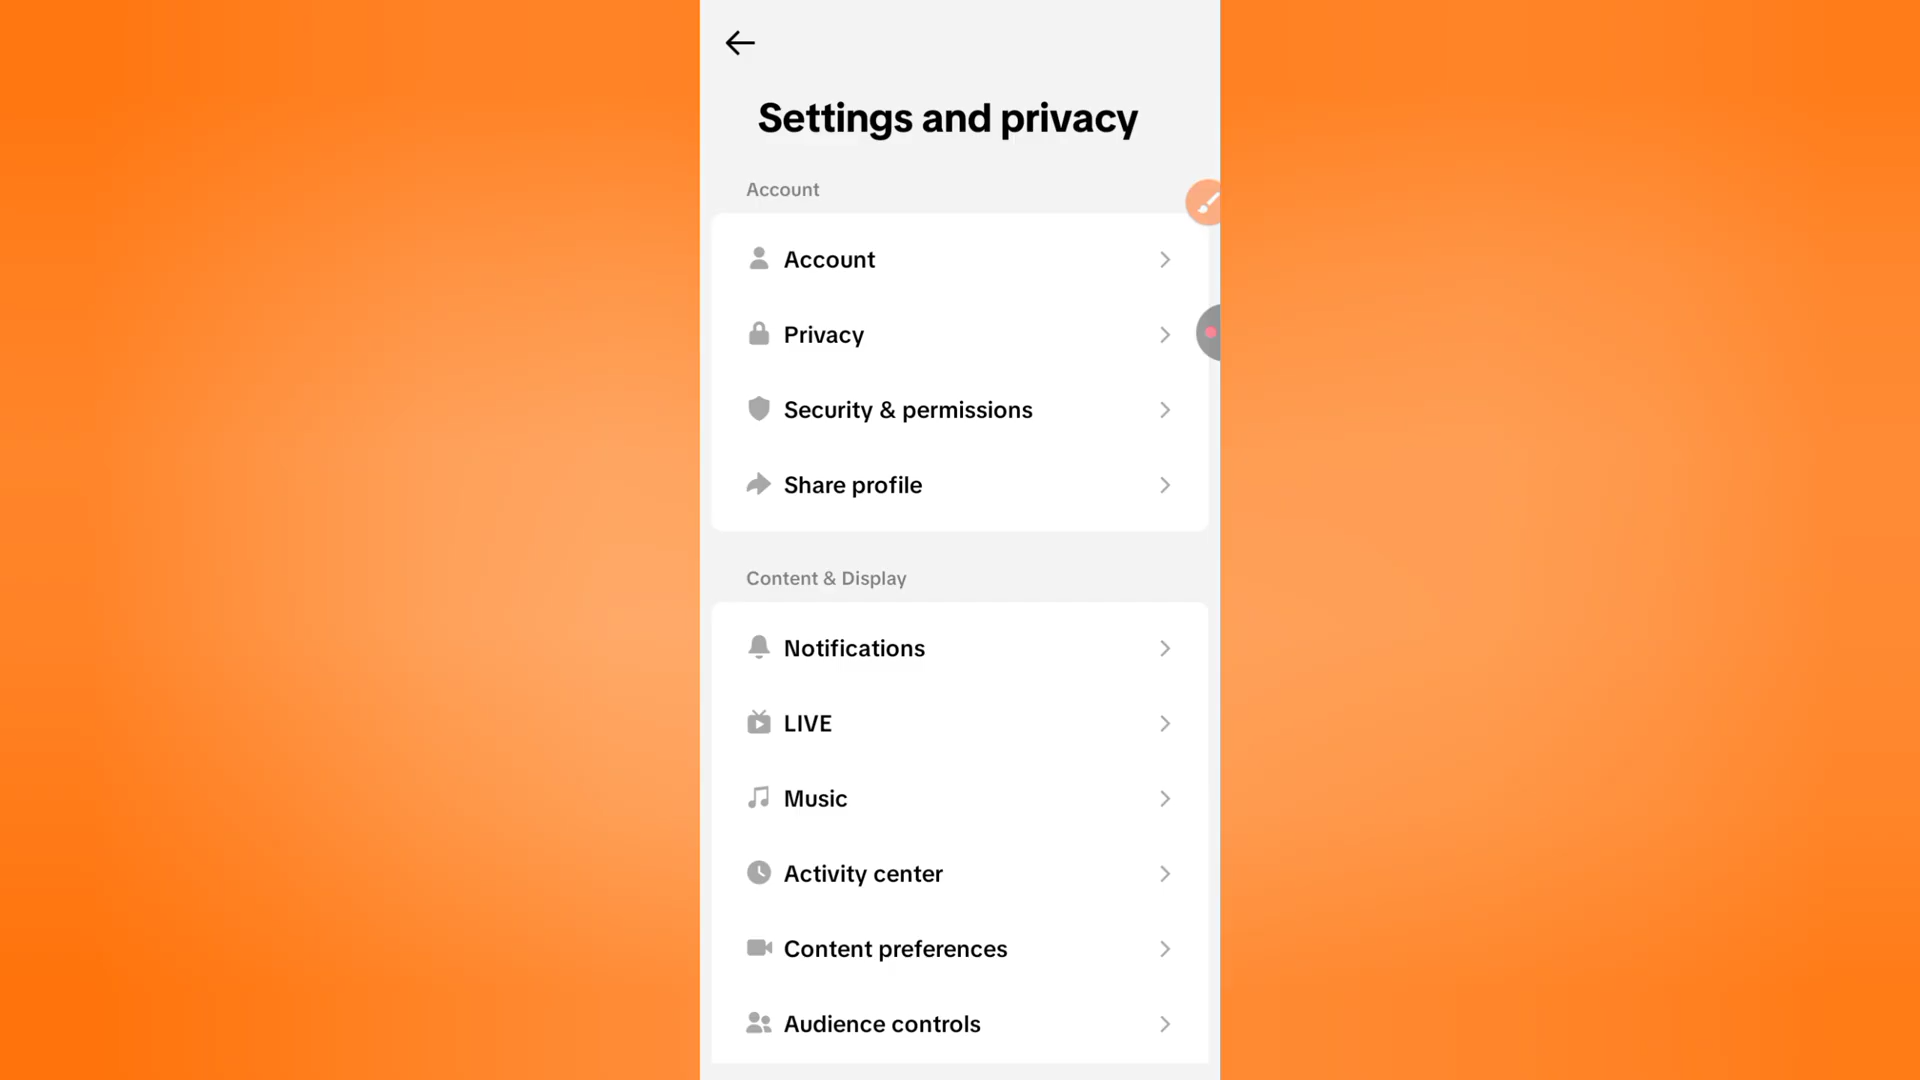 Settings and privacy
Account
Account
Privacy
Security & permissions
Share profile
Content & Display
Notifications
LIVE
Music
Activity center
Content preferences
Audience controls